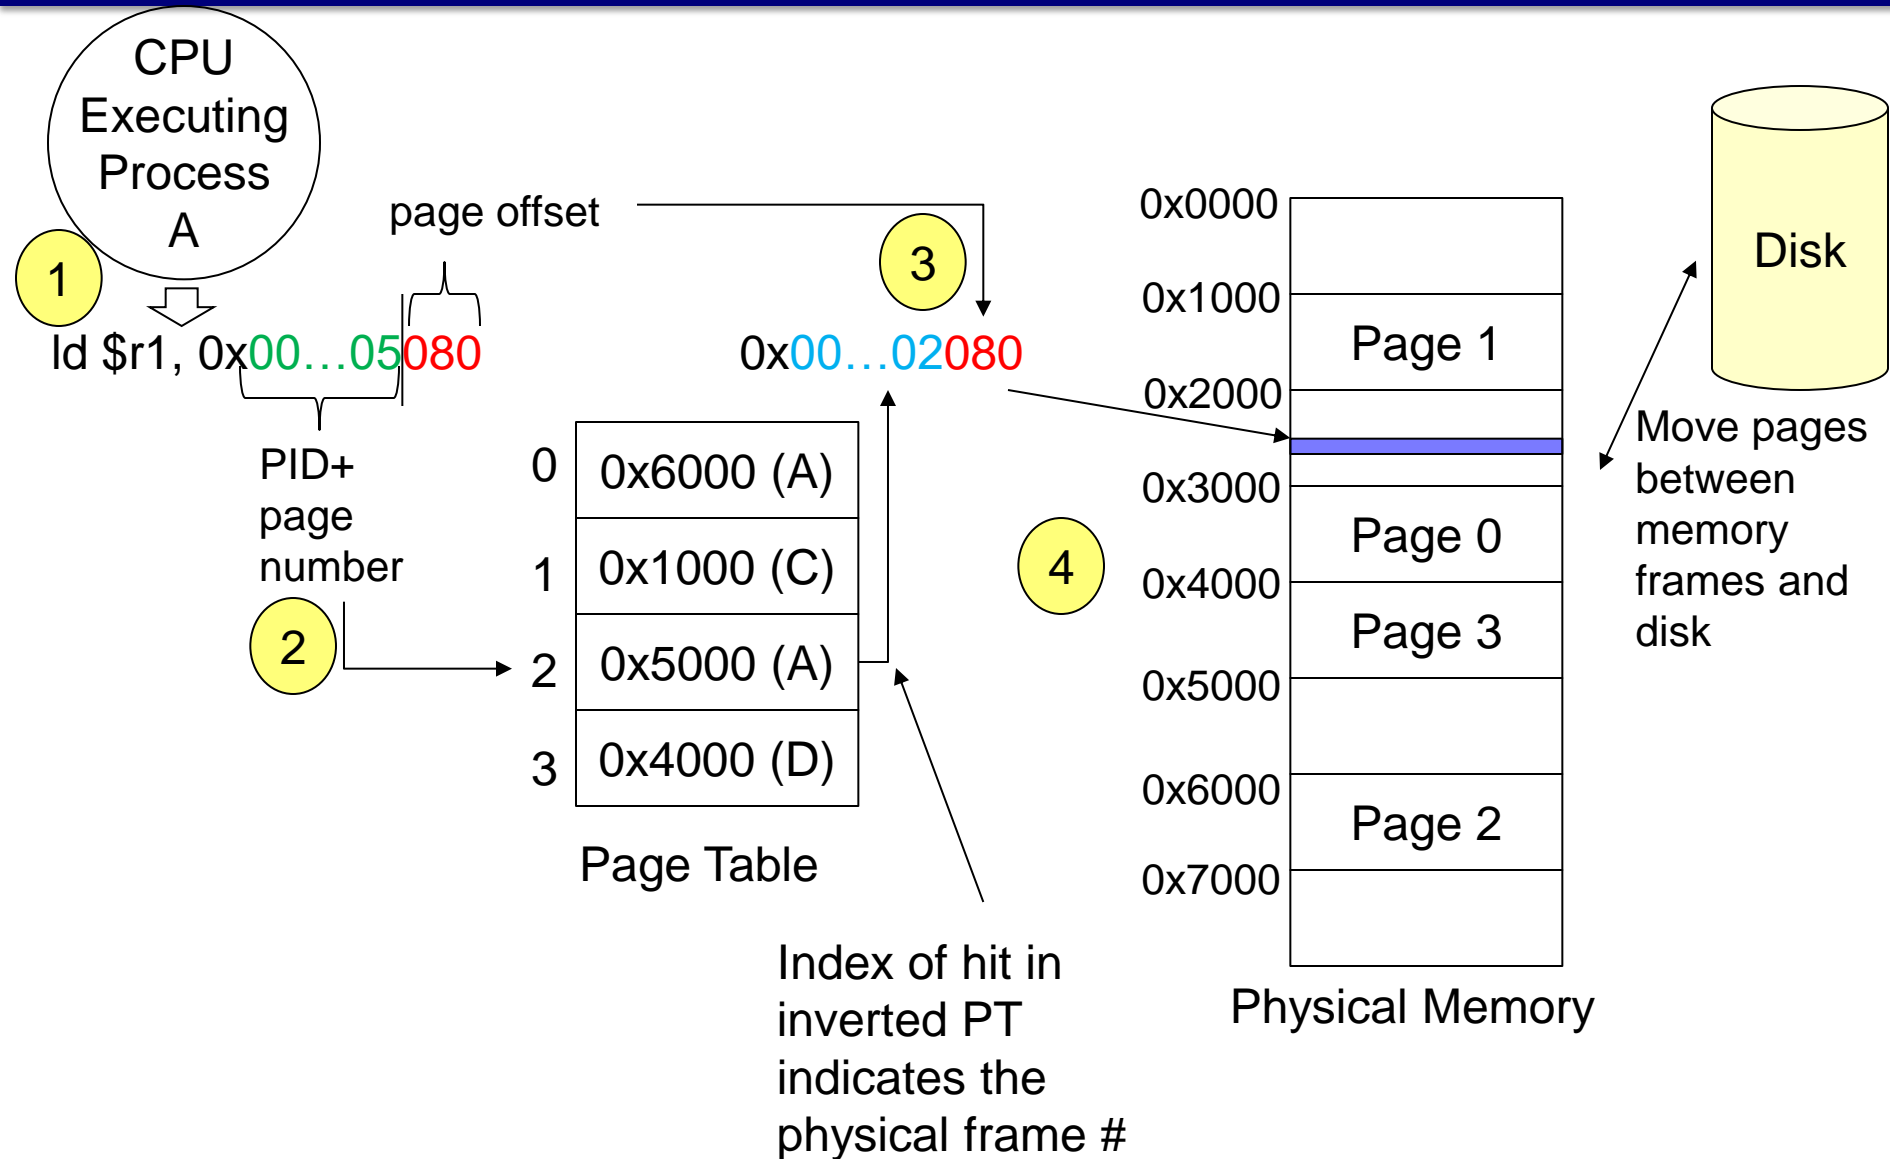 CPU
Executing
Process
A
1
ld $r1, 0x00…05080
page offset
PID+
page
number
2
3
0x00…02080
0
0x6000 (A)
1
0x1000 (C)
2
0x5000 (A)
3
0x4000 (D)
Page Table
Index of hit in
inverted PT
indicates the
physical frame #
4
0x0000
0x1000
Page 1
0x2000
0x3000
Page 0
0x4000
Page 3
0x5000
0x6000
Page 2
0x7000
Physical Memory
Disk
Move pages
between
memory
frames and
disk